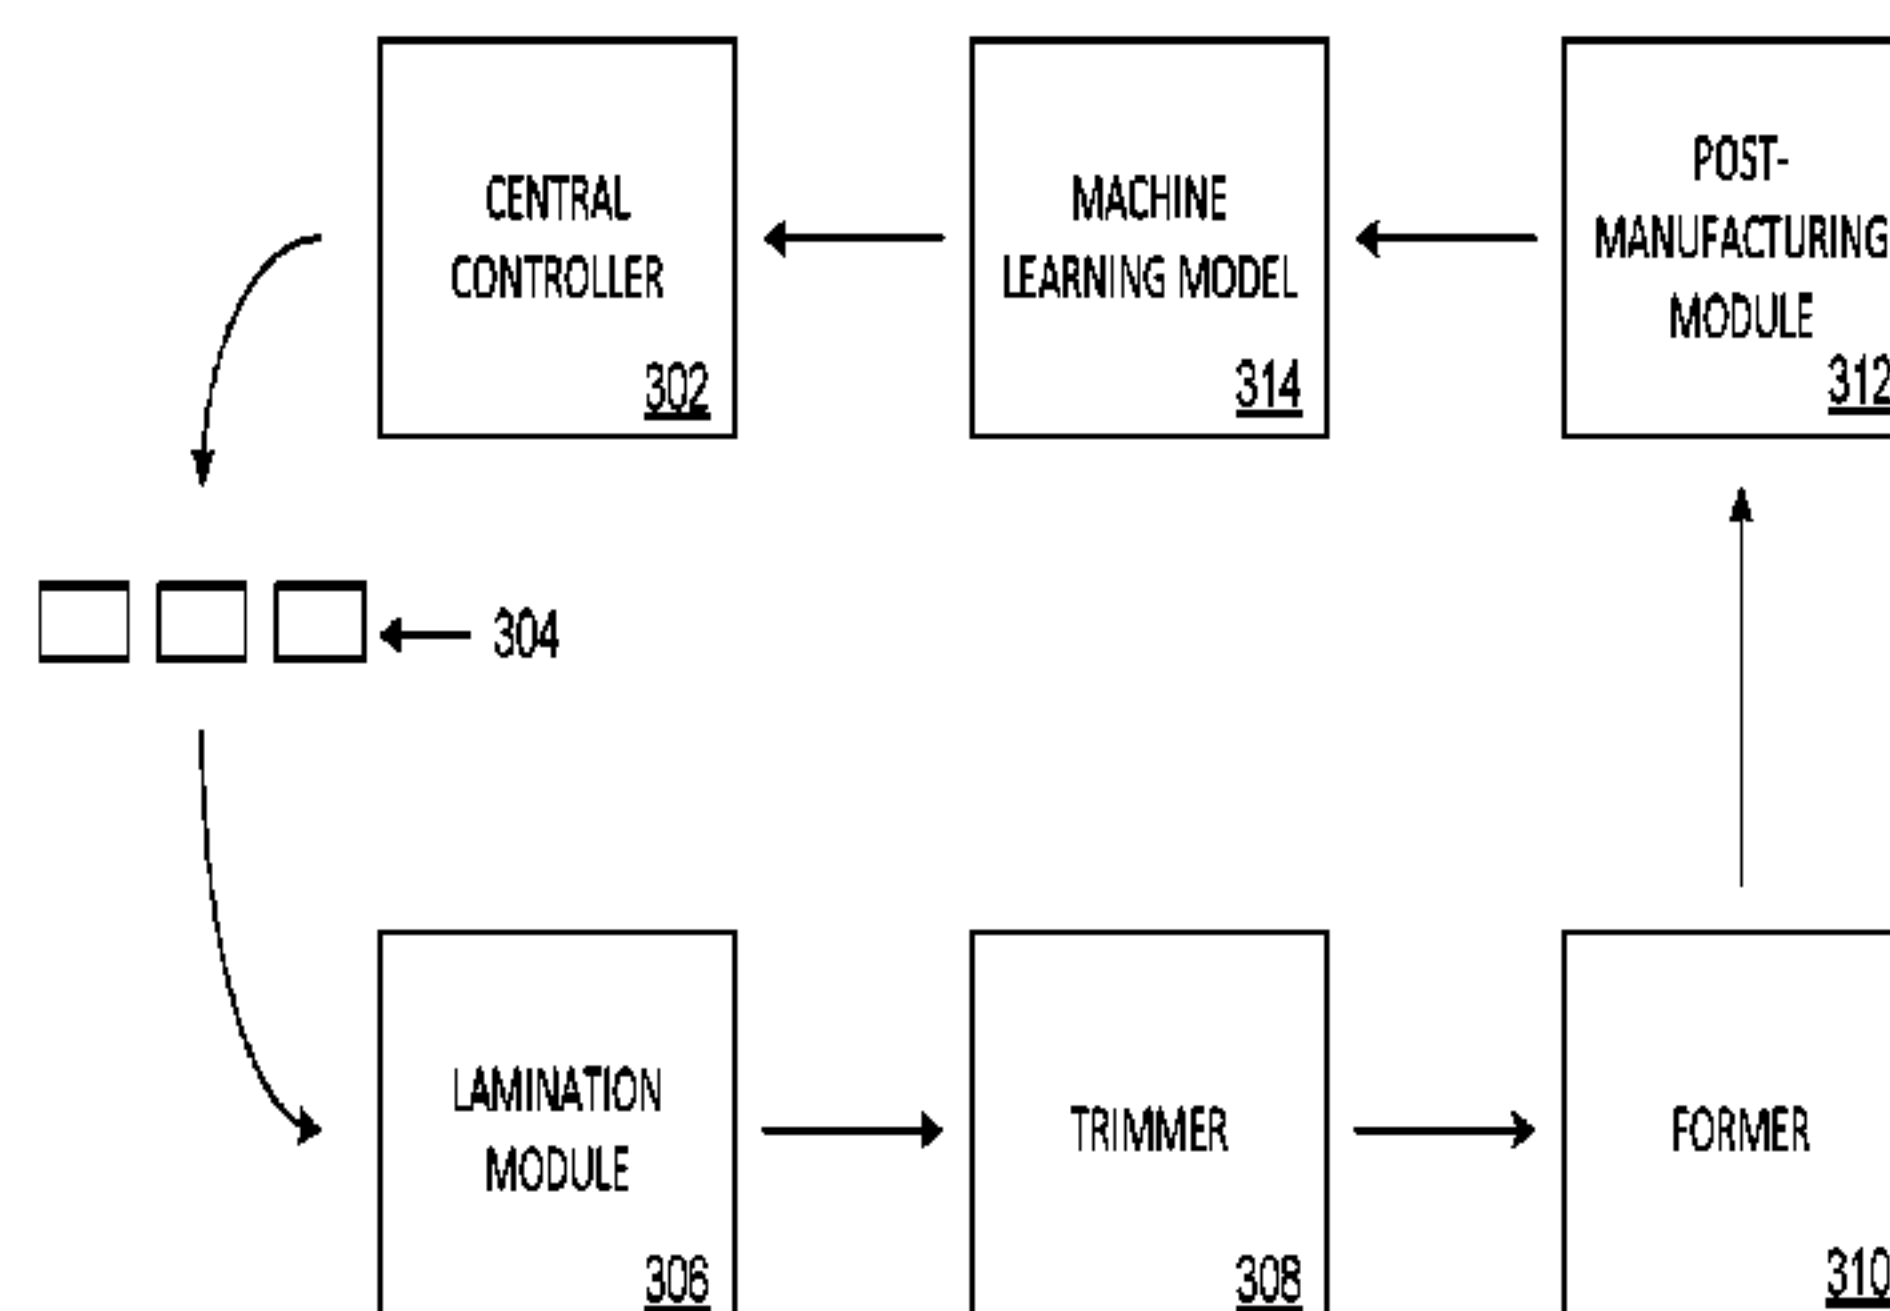 CENTRAL
CONTROLLER
302
MACHINE
LEARNING MODEL
314
POST-
MANUFACTURING
MODULE
312
304
LAMINATION
MODULE
306
TRIMMER
308
FORMER
310